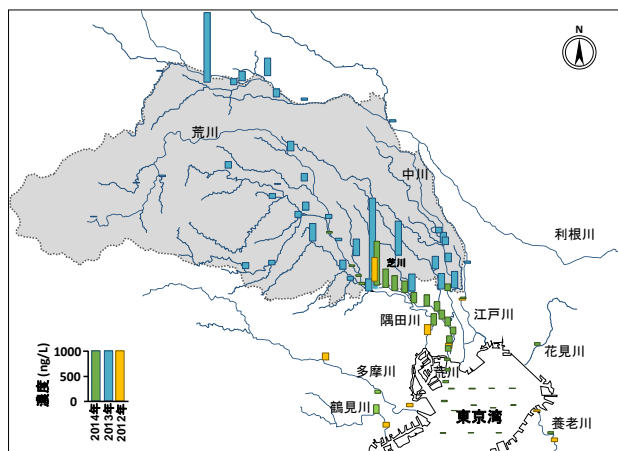 N
荒川
中川
利根川
芝川
江戸川
隅田川
花見川
荒川
多摩川
鶴見川
東京湾
養老川
濃度 (ng/L)
1000
500
0
2014年
2013年
2012年